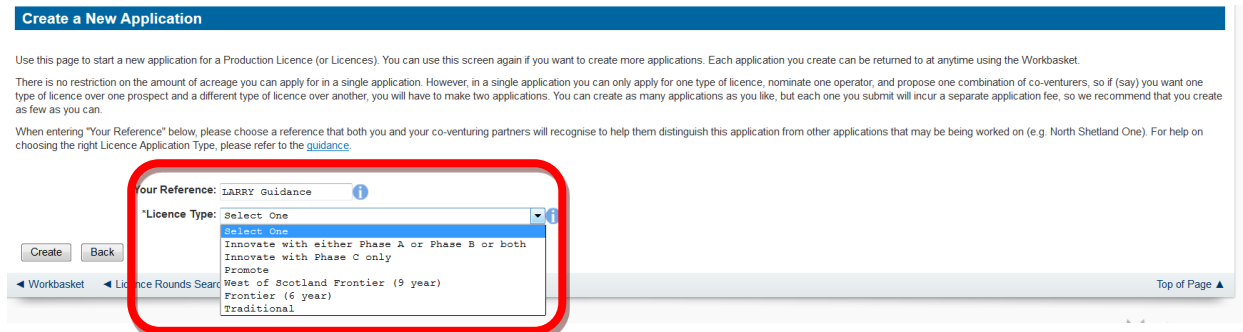 Create a New Application
Use this page to start a new application for a Production Licence (or Licences). You can use this screen again if you want to create more applications. Each application you create can be returned to at anytime using the Workbasket.
There is no restriction on the amount of acreage you can apply for in a single application. However, in a single application you can only apply for one type of licence, nominate one operator, and propose one combination of co-venturers, so if (say) you want one
type of licence over one prospect and a different type of licence over another, you will have to make two applications. You can create as many applications as you like, but each one you submit will incur a separate application fee, so we recommend that you create
as few as you can.
When entering "Your Reference" below, please choose a reference that both you and your co-venturing partners will recognise to help them distinguish this application from other applications that may be being worked on (e.g. North Shetland One). For help on
choosing the right Licence Application Type, please refer to the guidance.
Your Reference: LARRY Guidance
*Licence Type: Select One
Select One
Innovate with either Phase A or Phase B or both
Innovate with Phase C only
Promote
West of Scotland Frontier (9 year)
Frontier (6 year)
Traditional
Create Back
◄ Workbasket ◄ Licence Rounds Search Top of Page ▲